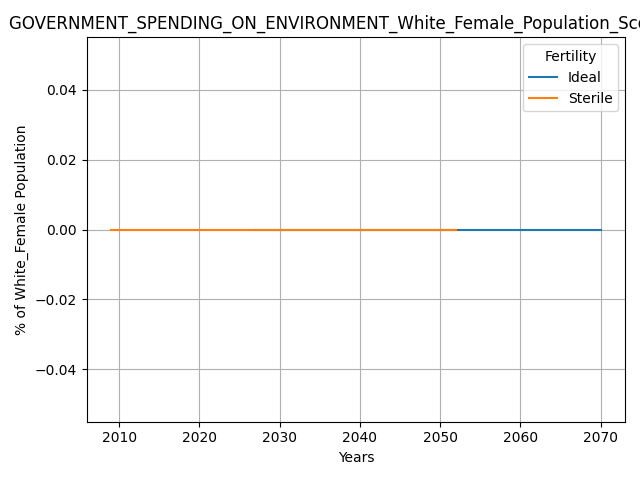 GOVERNMENT_SPENDING_ON_ENVIRONMENT_White_Female_Population_Sc
Fertility
Ideal
Sterile
0.04
0.02
0.00
−0.02
−0.04
% of White_Female Population
2010 2020 2030 2040 2050 2060 2070
Years